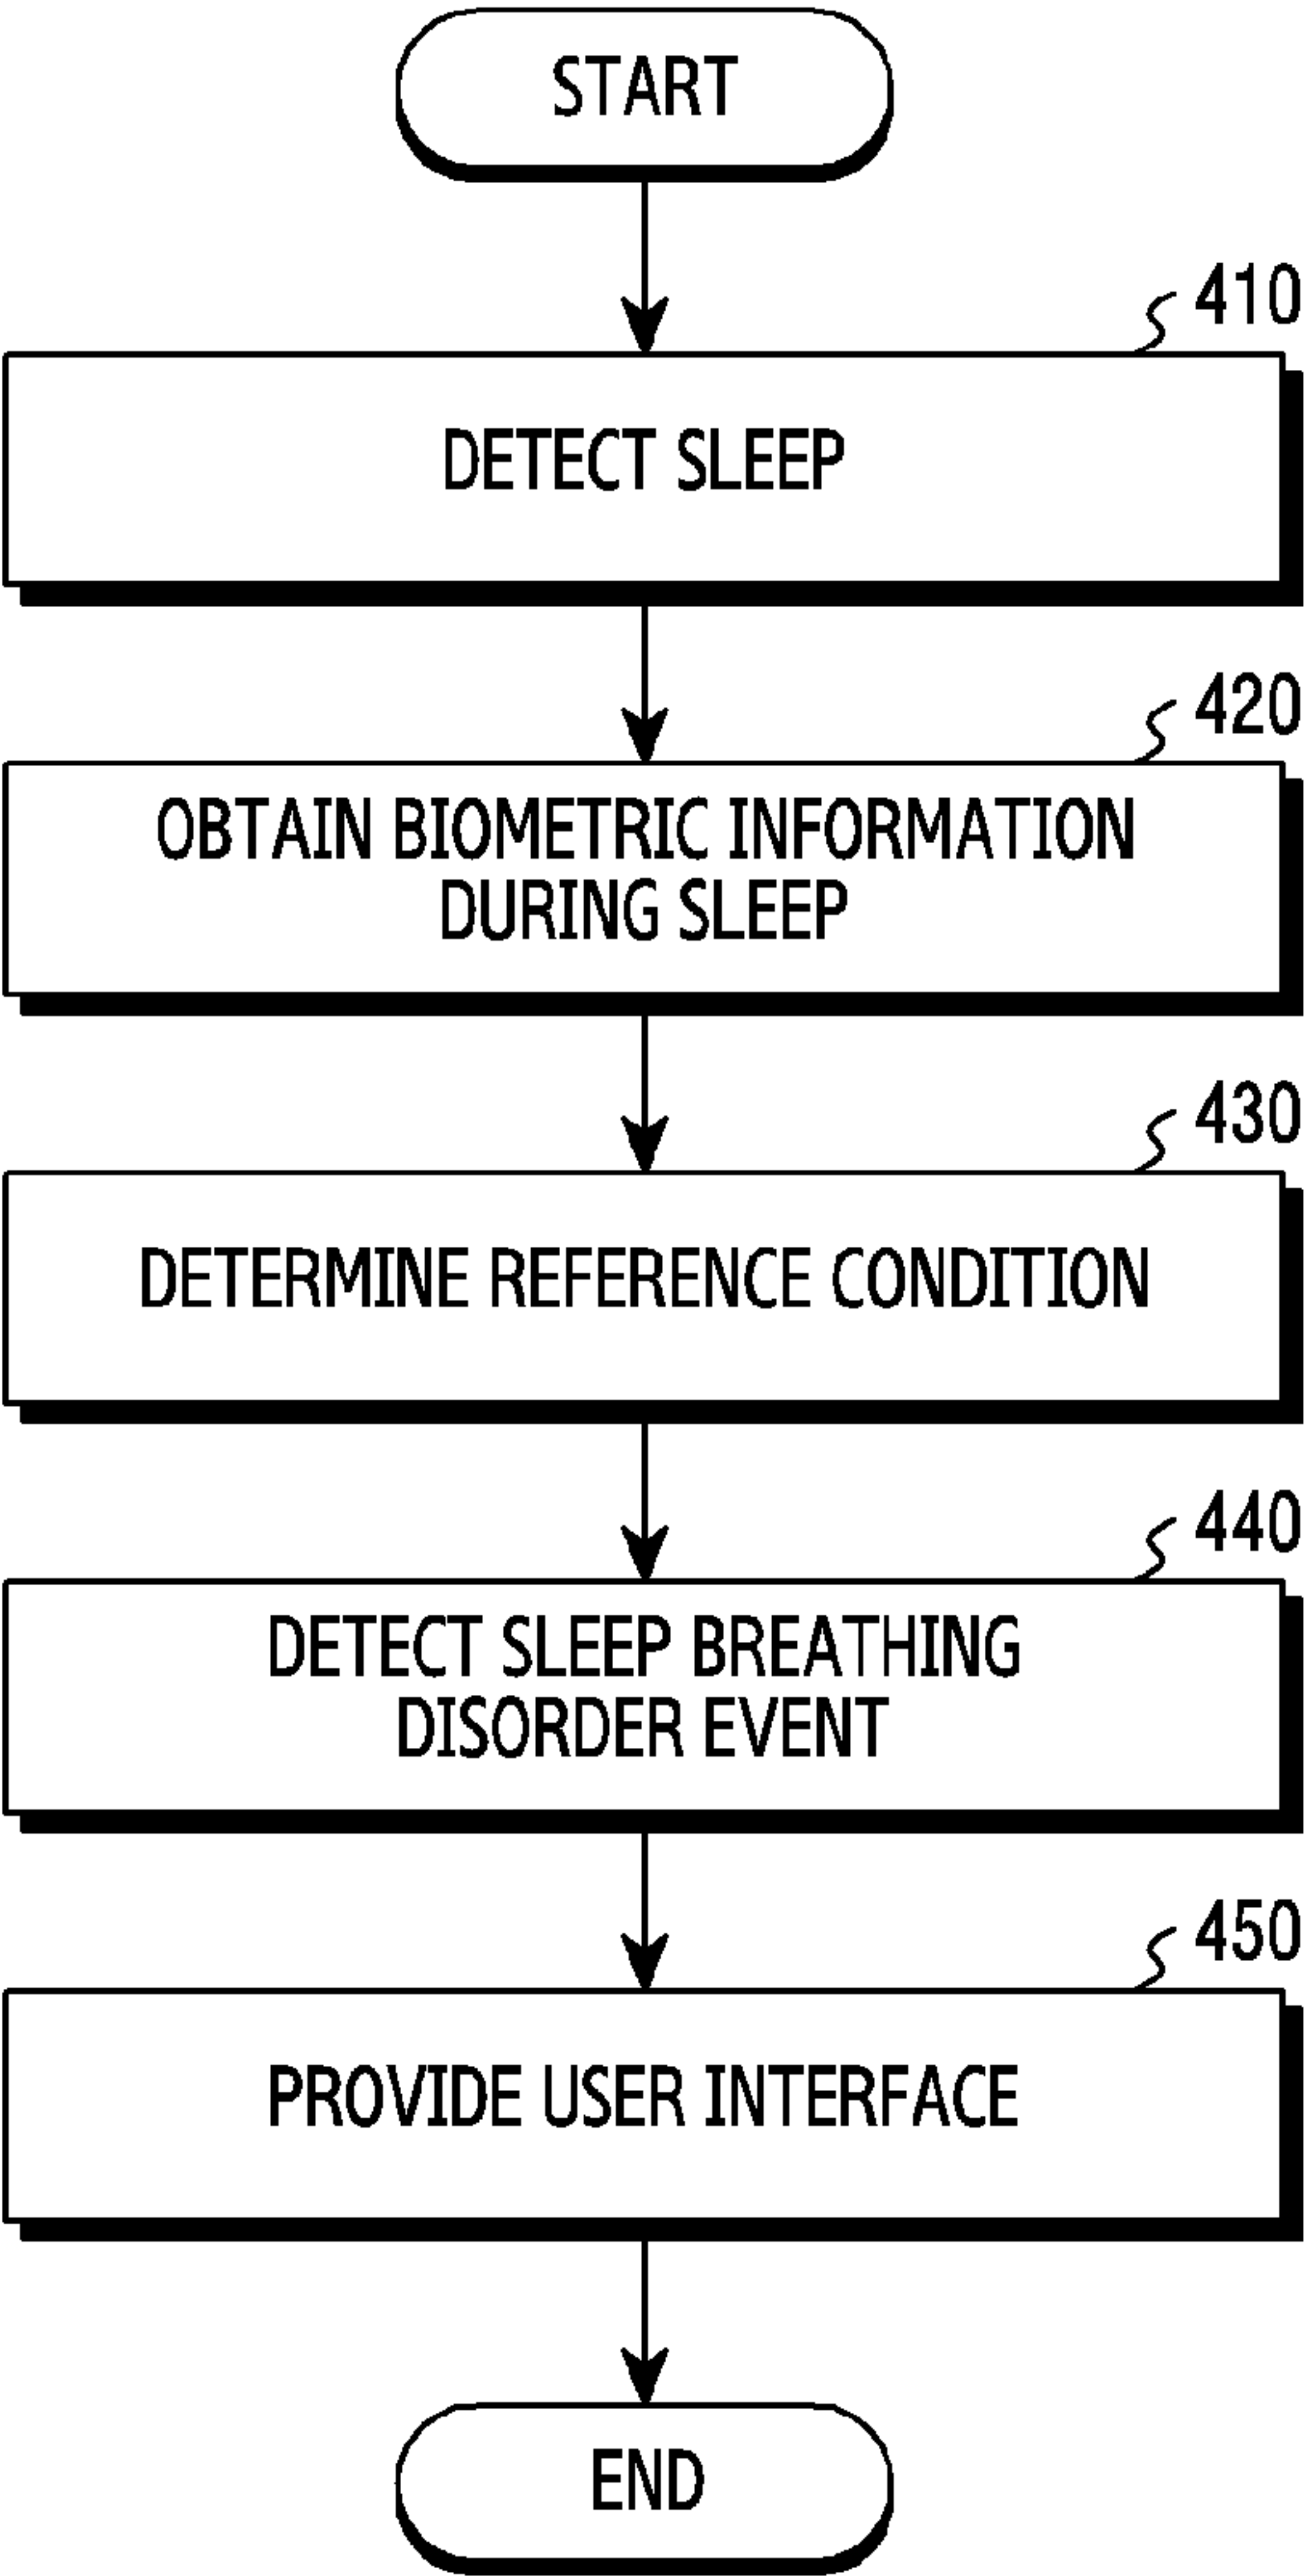 START
410
DETECT SLEEP
420
OBTAIN BIOMETRIC INFORMATION
DURING SLEEP
430
DETERMINE REFERENCE CONDITION
440
DETECT SLEEP BREATHING
DISORDER EVENT
450
PROVIDE USER INTERFACE
END